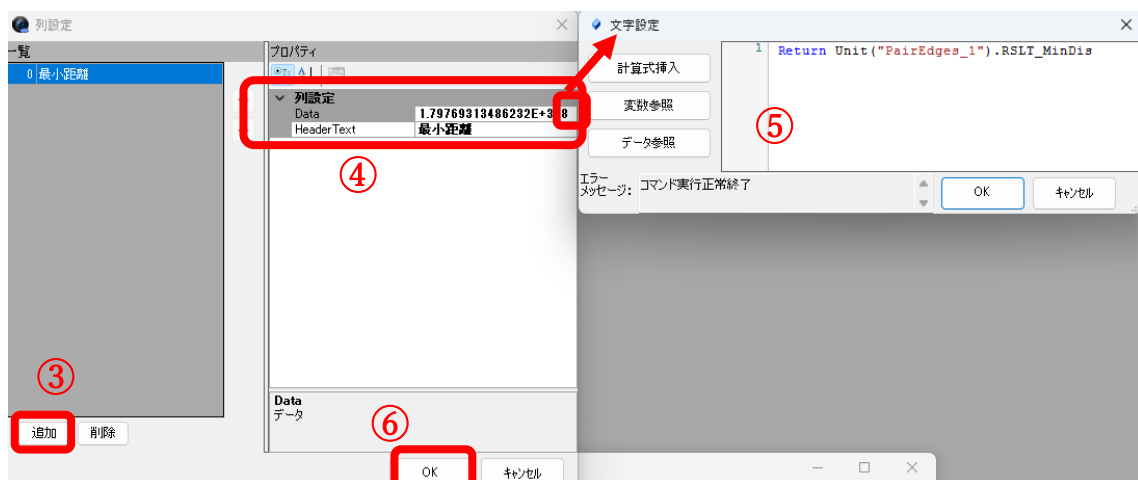 列設定
一覧
0 最小距離
プロパティ
列設定
Data 1.79769313486232E+308
HeaderText 最小距離
④
③
追加 削除
Data
データ
⑥
OK キャンセル
文字設定
計算式挿入
変数参照
データ参照
1 Return Unit("PairEdges_1").RSLT_MinDis
⑤
エラー
メッセージ: コマンド実行正常終了
OK キャンセル